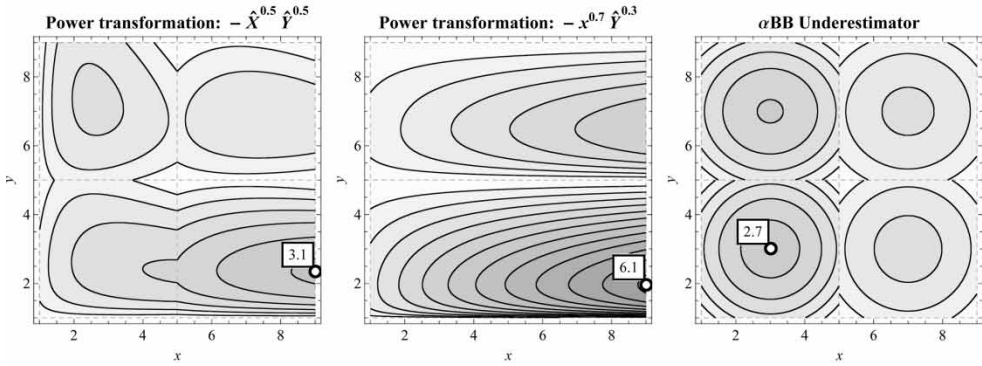 Power transformation: − X̂^0.5 Ŷ^0.5
y
8
6
4
2
3.1
2 4 6 8
x
Power transformation: − x^0.7 Ŷ^0.3
y
8
6
4
2
6.1
2 4 6 8
x
αBB Underestimator
y
8
6
4
2
2.7
2 4 6 8
x